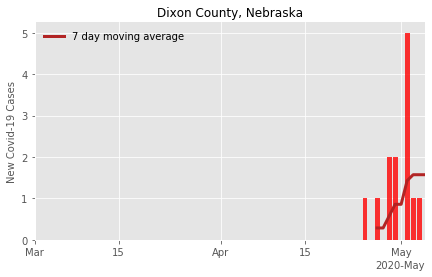 Dixon County, Nebraska
7 day moving average
New Covid-19 Cases
5
4
3
2
1
0
Mar
15
Apr
15
May
2020-May